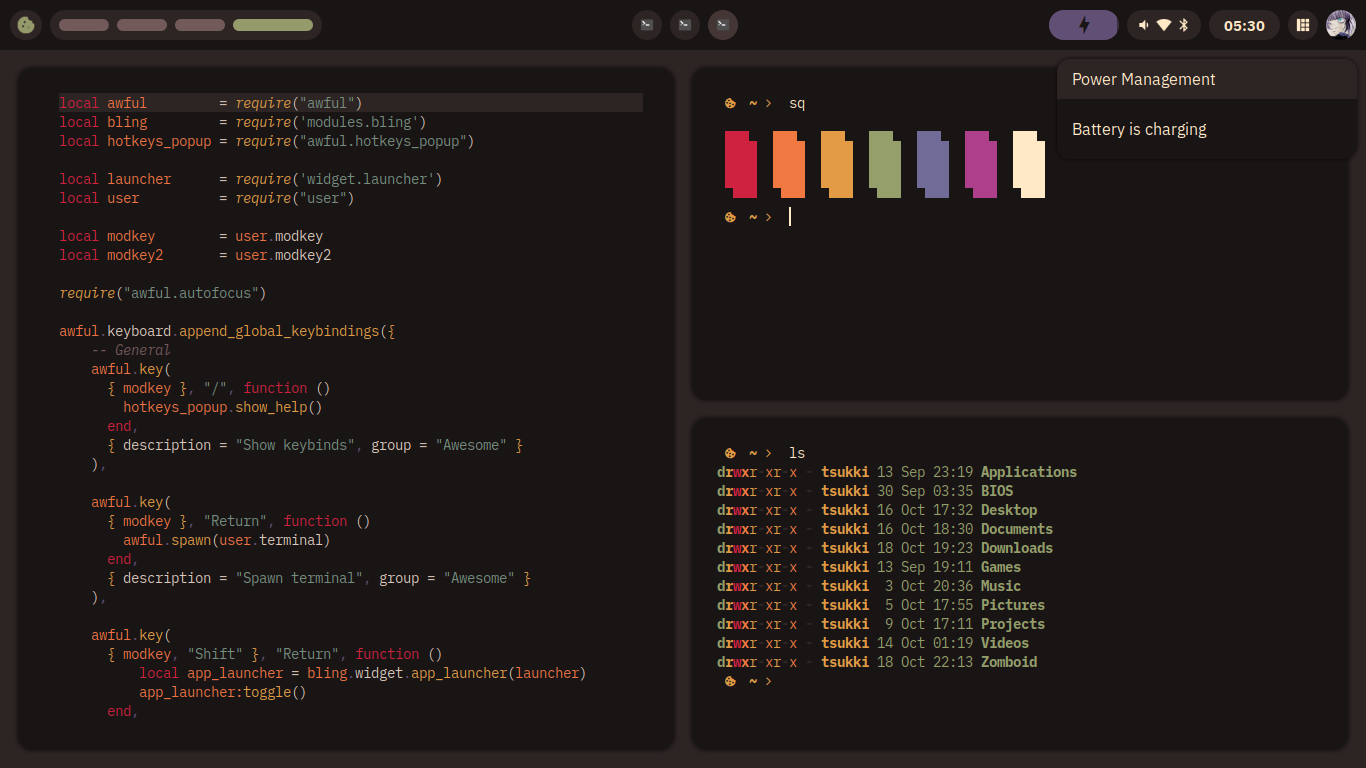 05:30
Power Management
Battery is charging
local awful         = require("awful")
local bling         = require('modules.bling')
local hotkeys_popup = require("awful.hotkeys_popup")
local launcher      = require('widget.launcher')
local user          = require("user")
local modkey        = user.modkey
local modkey2       = user.modkey2
require("awful.autofocus")
awful.keyboard.append_global_keybindings({
    -- General
    awful.key(
      { modkey }, "/", function ()
        hotkeys_popup.show_help()
      end,
      { description = "Show keybinds", group = "Awesome" }
    ),
    awful.key(
      { modkey }, "Return", function ()
        awful.spawn(user.terminal)
      end,
      { description = "Spawn terminal", group = "Awesome" }
    ),
    awful.key(
      { modkey, "Shift" }, "Return", function ()
          local app_launcher = bling.widget.app_launcher(launcher)
          app_launcher:toggle()
      end,
~ > sq
~ >
~ > ls
drwxr-xr-x - tsukki 13 Sep 23:19 Applications
drwxr-xr-x - tsukki 30 Sep 03:35 BIOS
drwxr-xr-x - tsukki 16 Oct 17:32 Desktop
drwxr-xr-x - tsukki 16 Oct 18:30 Documents
drwxr-xr-x - tsukki 18 Oct 19:23 Downloads
drwxr-xr-x - tsukki 13 Sep 19:11 Games
drwxr-xr-x - tsukki  3 Oct 20:36 Music
drwxr-xr-x - tsukki  5 Oct 17:55 Pictures
drwxr-xr-x - tsukki  9 Oct 17:11 Projects
drwxr-xr-x - tsukki 14 Oct 01:19 Videos
drwxr-xr-x - tsukki 18 Oct 22:13 Zomboid
~ >